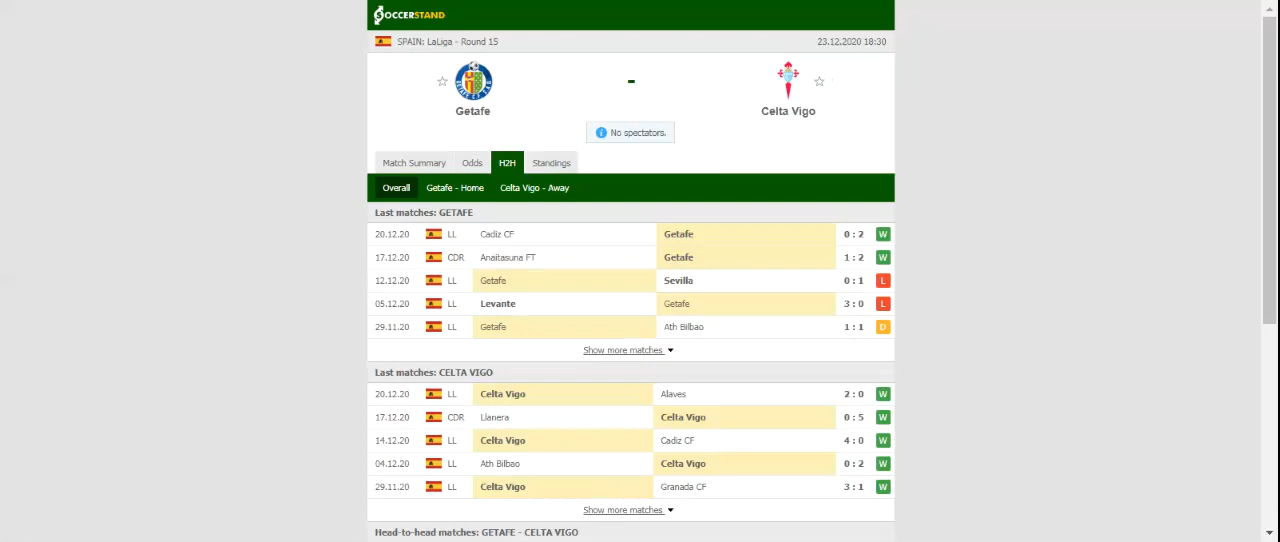 SOCCERSTAND
SPAIN: LaLiga - Round 15 23.12.2020 18:30
-
Getafe Celta Vigo
No spectators.
Match Summary Odds H2H Standings
Overall Getafe - Home Celta Vigo - Away
Last matches: GETAFE
20.12.20 LL Cadiz CF Getafe 0 : 2 W
17.12.20 CDR Anaitasuna FT Getafe 1 : 2 W
12.12.20 LL Getafe Sevilla 0 : 1 L
05.12.20 LL Levante Getafe 3 : 0 L
29.11.20 LL Getafe Ath Bilbao 1 : 1 D
Show more matches
Last matches: CELTA VIGO
20.12.20 LL Celta Vigo Alaves 2 : 0 W
17.12.20 CDR Llanera Celta Vigo 0 : 5 W
14.12.20 LL Celta Vigo Cadiz CF 4 : 0 W
04.12.20 LL Ath Bilbao Celta Vigo 0 : 2 W
29.11.20 LL Celta Vigo Granada CF 3 : 1 W
Show more matches
Head-to-head matches: GETAFE - CELTA VIGO